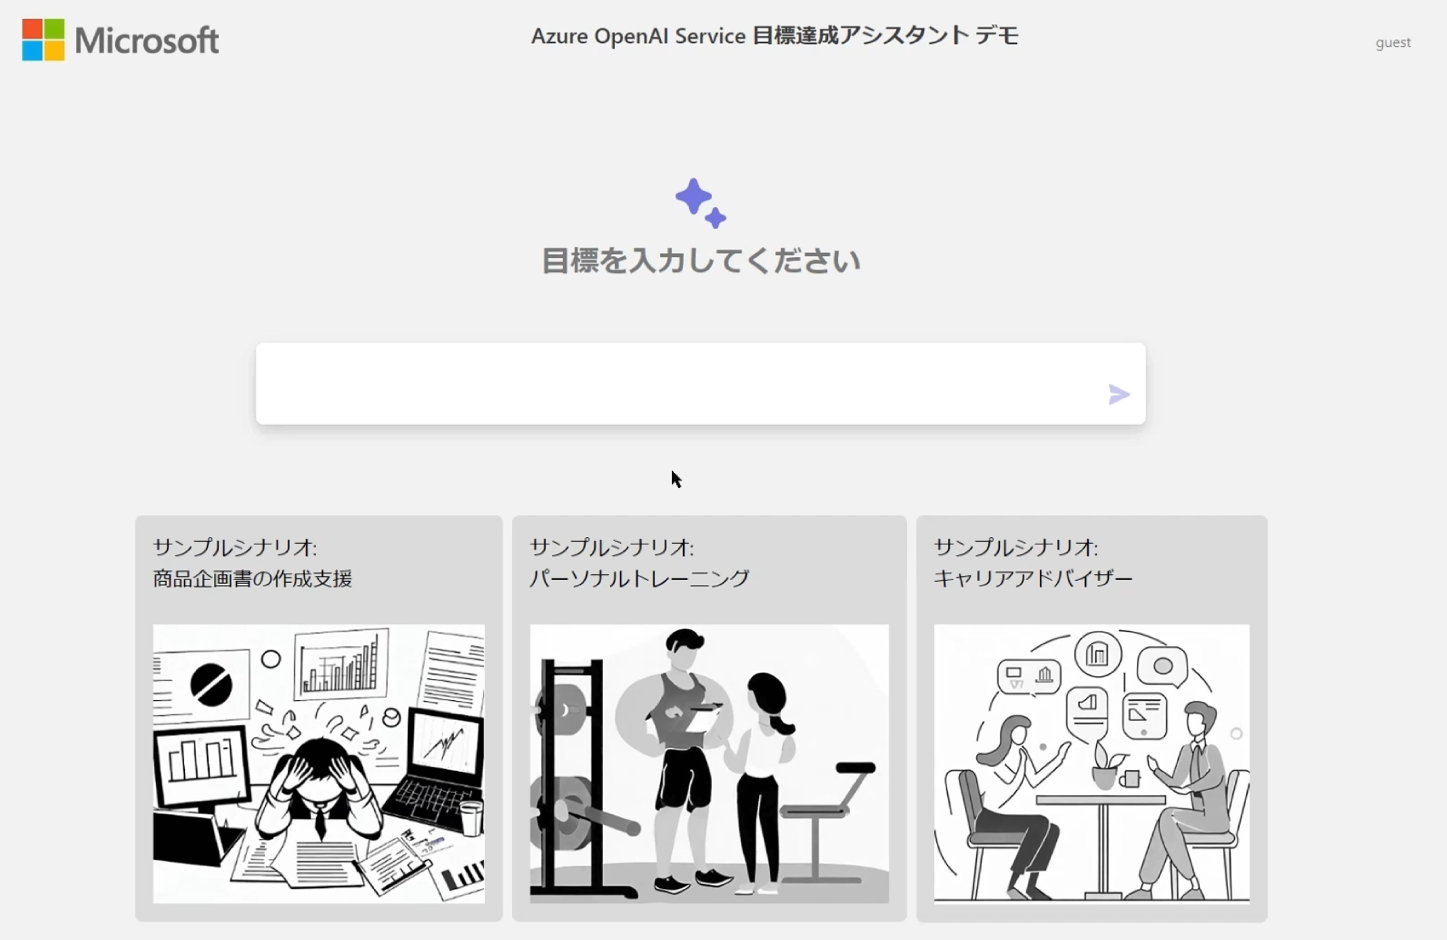 Microsoft
Azure OpenAI Service 目標達成アシスタント デモ
guest
目標を入力してください
サンプルシナリオ:
商品企画書の作成支援
サンプルシナリオ:
パーソナルトレーニング
サンプルシナリオ:
キャリアアドバイザー